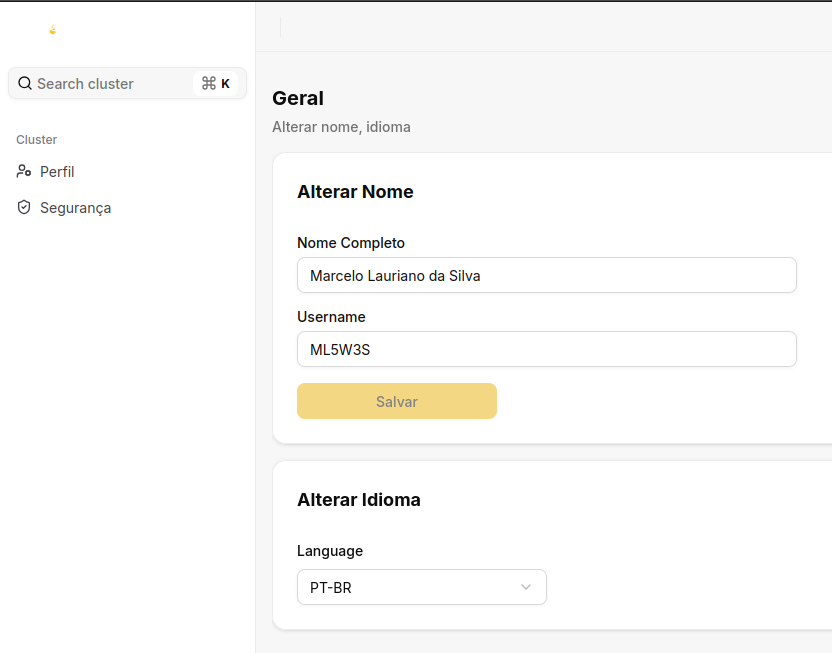 Search cluster ⌘ K
Cluster
Perfil
Segurança
Geral
Alterar nome, idioma
Alterar Nome
Nome Completo
Marcelo Lauriano da Silva
Username
ML5W3S
Salvar
Alterar Idioma
Language
PT-BR